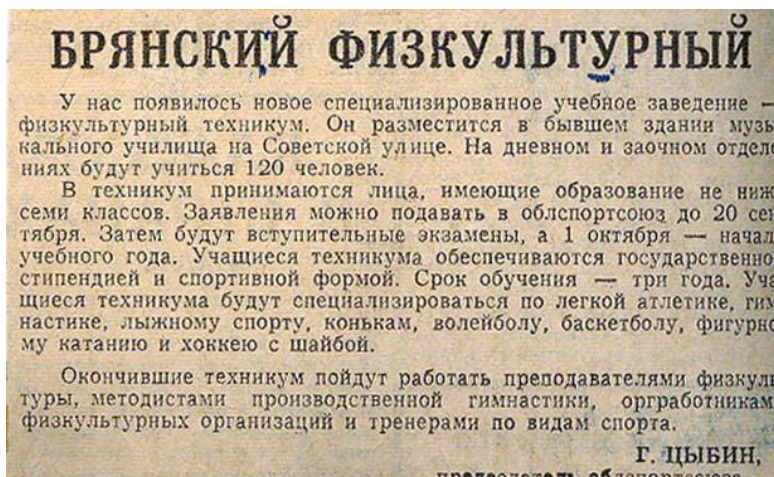 БРЯНСКИЙ ФИЗКУЛЬТУРНЫЙ
У нас появилось новое специализированное учебное заведение —
физкультурный техникум. Он разместится в бывшем здании музы
кального училища на Советской улице. На дневном и заочном отделе
ниях будут учиться 120 человек.
В техникум принимаются лица, имеющие образование не ниж
семи классов. Заявления можно подавать в облспортсоюз до 20 сен
тября. Затем будут вступительные экзамены, а 1 октября — начал
учебного года. Учащиеся техникума обеспечиваются государственно
стипендией и спортивной формой. Срок обучения — три года. Уча
щиеся техникума будут специализироваться по легкой атлетике, гим
настике, лыжному спорту, конькам, волейболу, баскетболу, фигурно
му катанию и хоккею с шайбой.
Окончившие техникум пойдут работать преподавателями физкуль
туры, методистами производственной гимнастики, оргработникам
физкультурных организаций и тренерами по видам спорта.
Г. ЦЫБИН,
председатель облспортсоюза